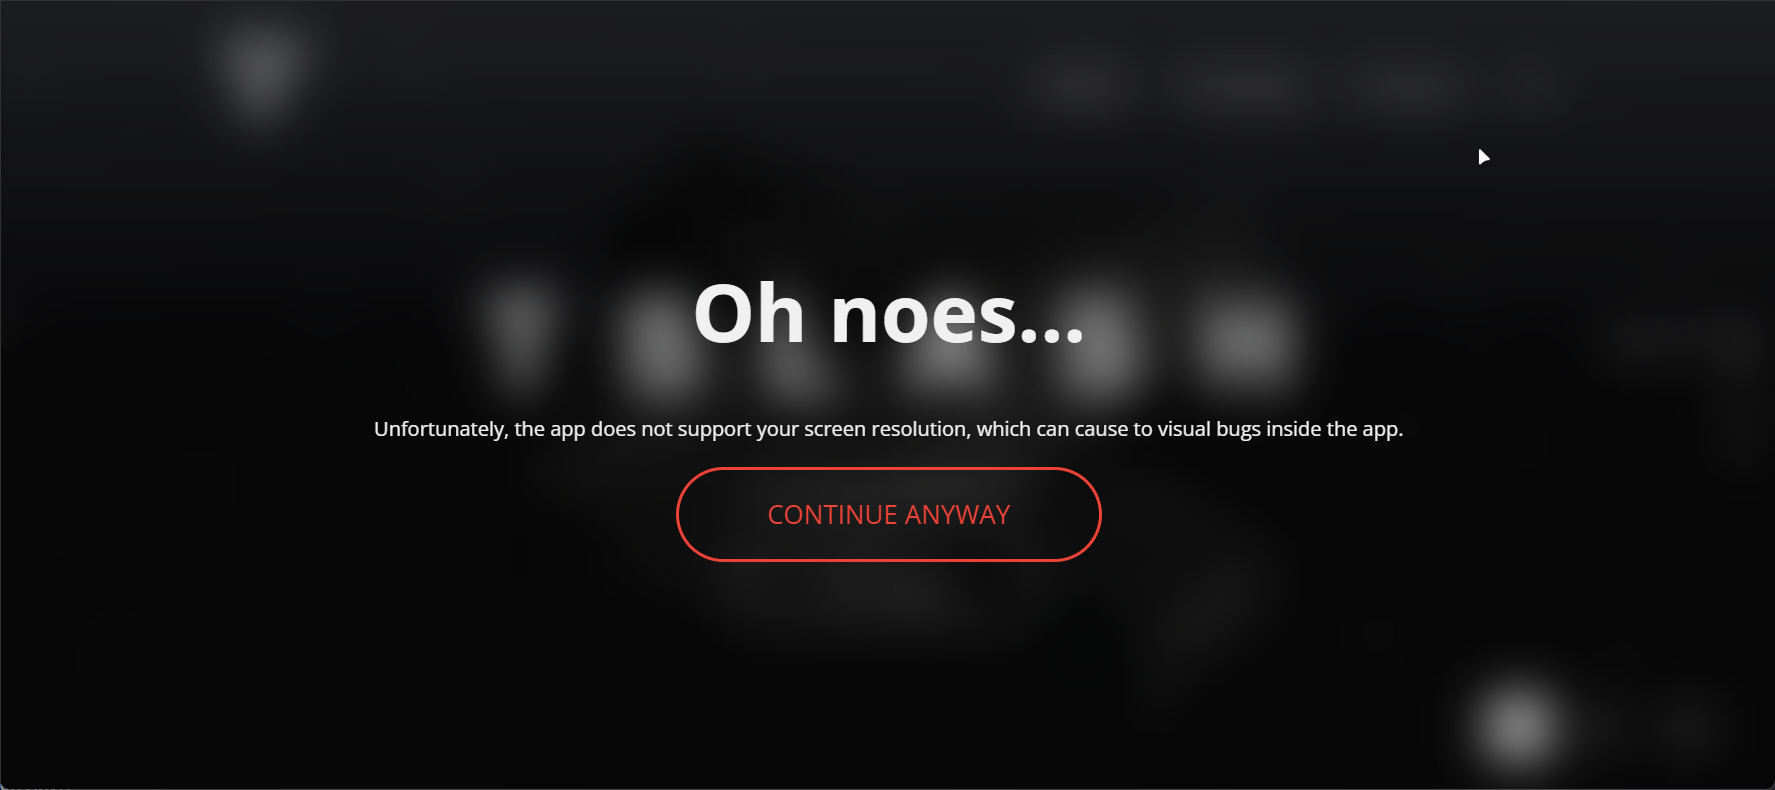 Oh noes...
Unfortunately, the app does not support your screen resolution, which can cause to visual bugs inside the app.
CONTINUE ANYWAY